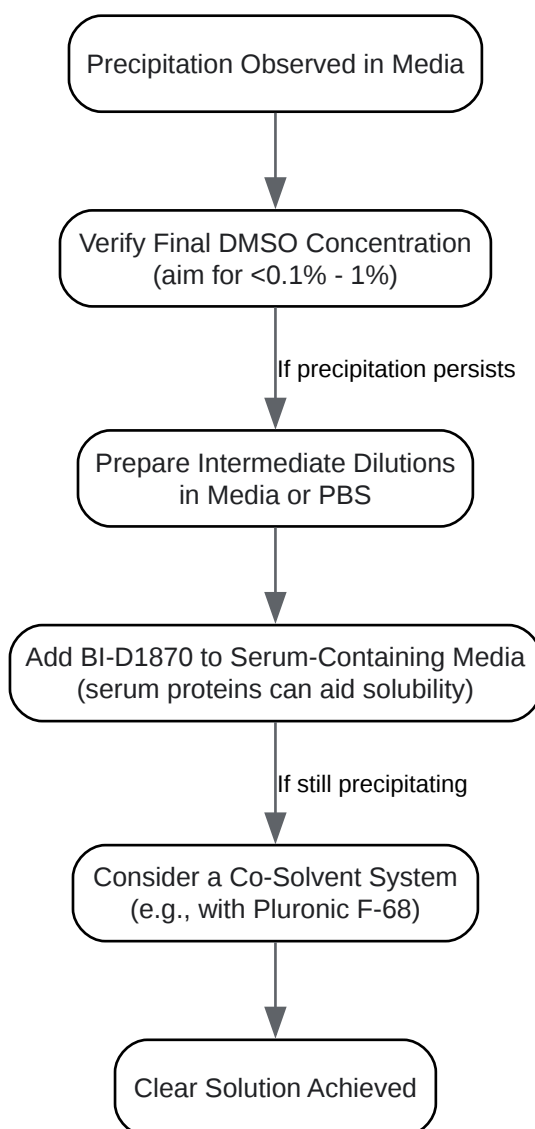 Precipitation Observed in Media
Verify Final DMSO Concentration
(aim for <0.1% - 1%)
If precipitation persists
Prepare Intermediate Dilutions
in Media or PBS
Add BI-D1870 to Serum-Containing Media
(serum proteins can aid solubility)
If still precipitating
Consider a Co-Solvent System
(e.g., with Pluronic F-68)
Clear Solution Achieved